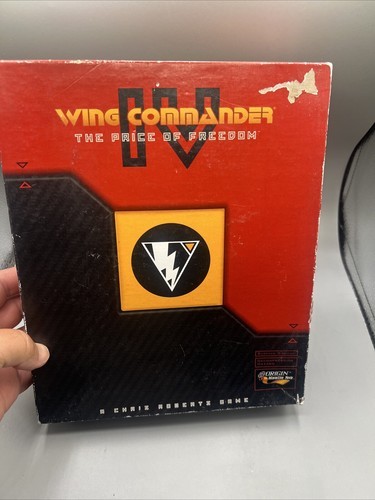 WING COMMANDER
IV
THE PRICE OF FREEDOM
ORIGIN
A CHRIS ROBERTS GAME